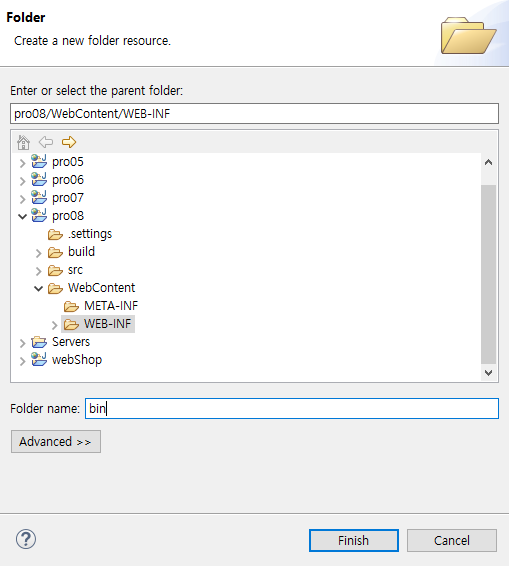 Folder
Create a new folder resource.
Enter or select the parent folder:
pro08/WebContent/WEB-INF
pro05
pro06
pro07
pro08
.settings
build
src
WebContent
META-INF
WEB-INF
Servers
webShop
Folder name: bin
Advanced >>
? Finish Cancel